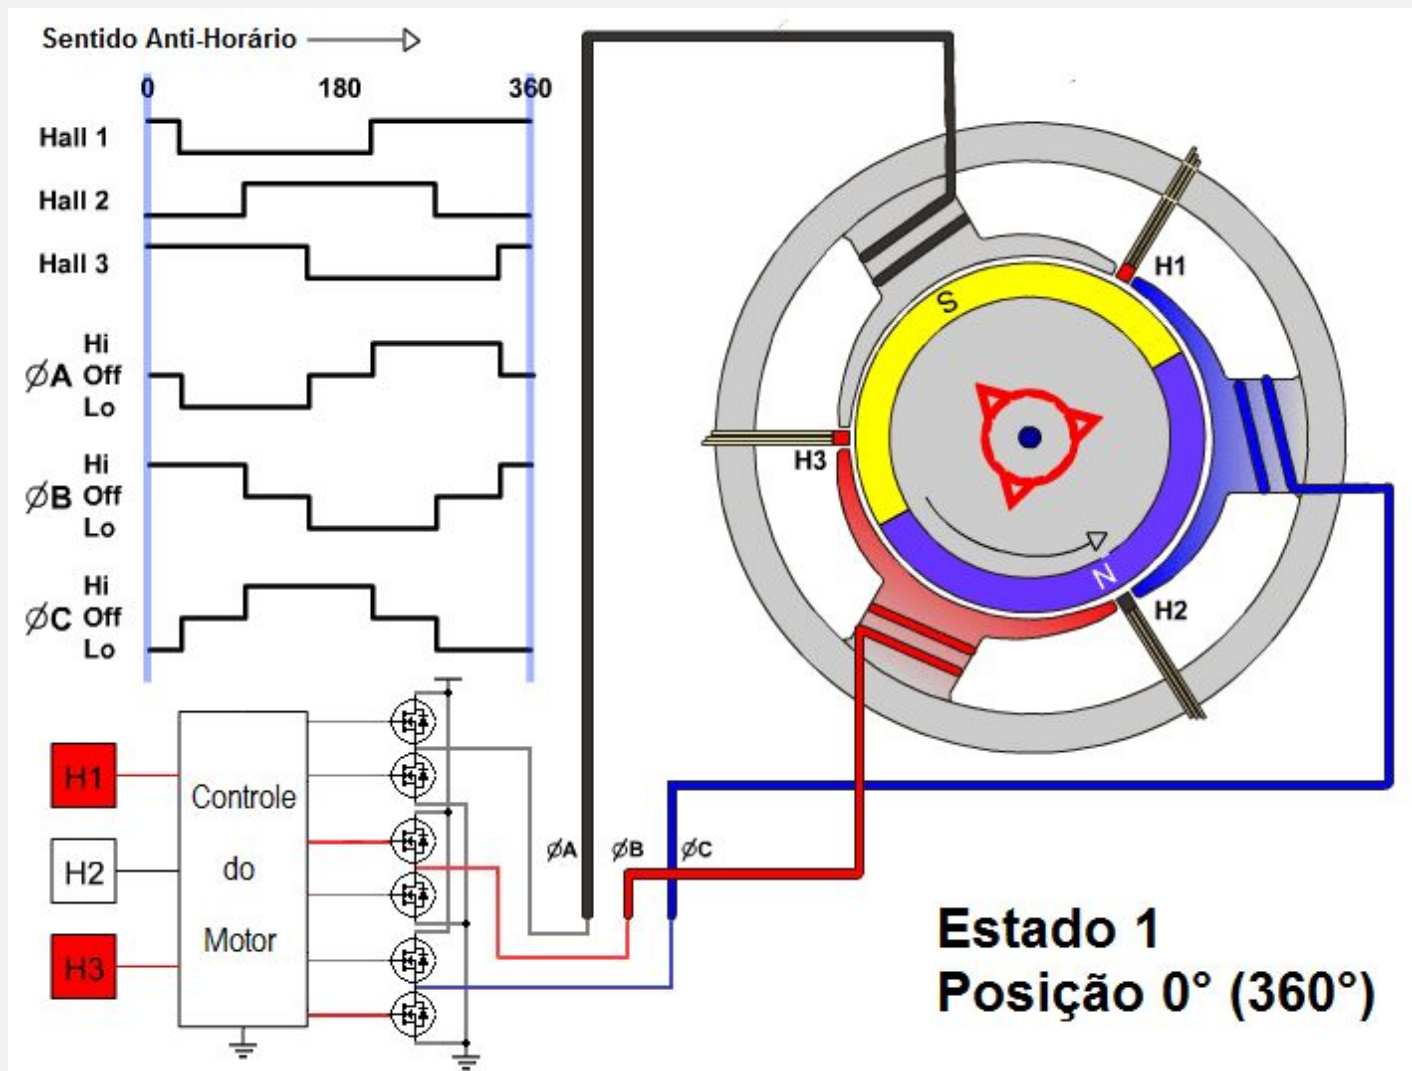 Sentido Anti-Horário
0 180 360
Hall 1
Hall 2
Hall 3
Hi
ØA Off
Lo
Hi
ØB Off
Lo
Hi
ØC Off
Lo
S
H1
H3
N
H2
H1
H2
H3
Controle
do
Motor
ØA ØB ØC
Estado 1
Posição 0° (360°)